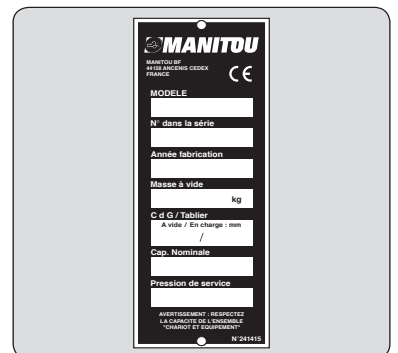 MANITOU
MANITOU BF
44158 ANCENIS CEDEX
FRANCE
CE
MODELE
N° dans la série
Année fabrication
Masse à vide
kg
C d G / Tablier
A vide / En charge : mm
/
Cap. Nominale
Pression de service
AVERTISSEMENT : RESPECTEZ
LA CAPACITE DE L'ENSEMBLE
"CHARIOT ET EQUIPEMENT"
N°241415